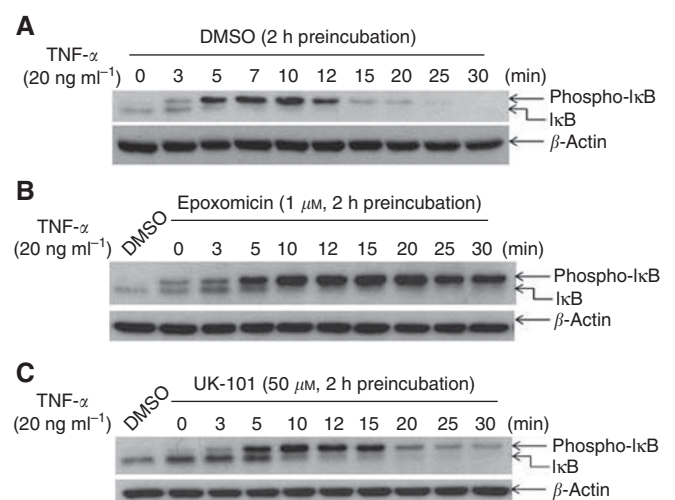 A
DMSO (2 h preincubation)
TNF-α
(20 ng ml⁻¹) 0 3 5 7 10 12 15 20 25 30 (min)
Phospho-IκB
IκB
β-Actin
B
Epoxomicin (1 μM, 2 h preincubation)
TNF-α
(20 ng ml⁻¹) DMSO 0 3 5 10 12 15 20 25 30 (min)
Phospho-IκB
IκB
β-Actin
C
UK-101 (50 μM, 2 h preincubation)
TNF-α
(20 ng ml⁻¹) DMSO 0 3 5 10 12 15 20 25 30 (min)
Phospho-IκB
IκB
β-Actin